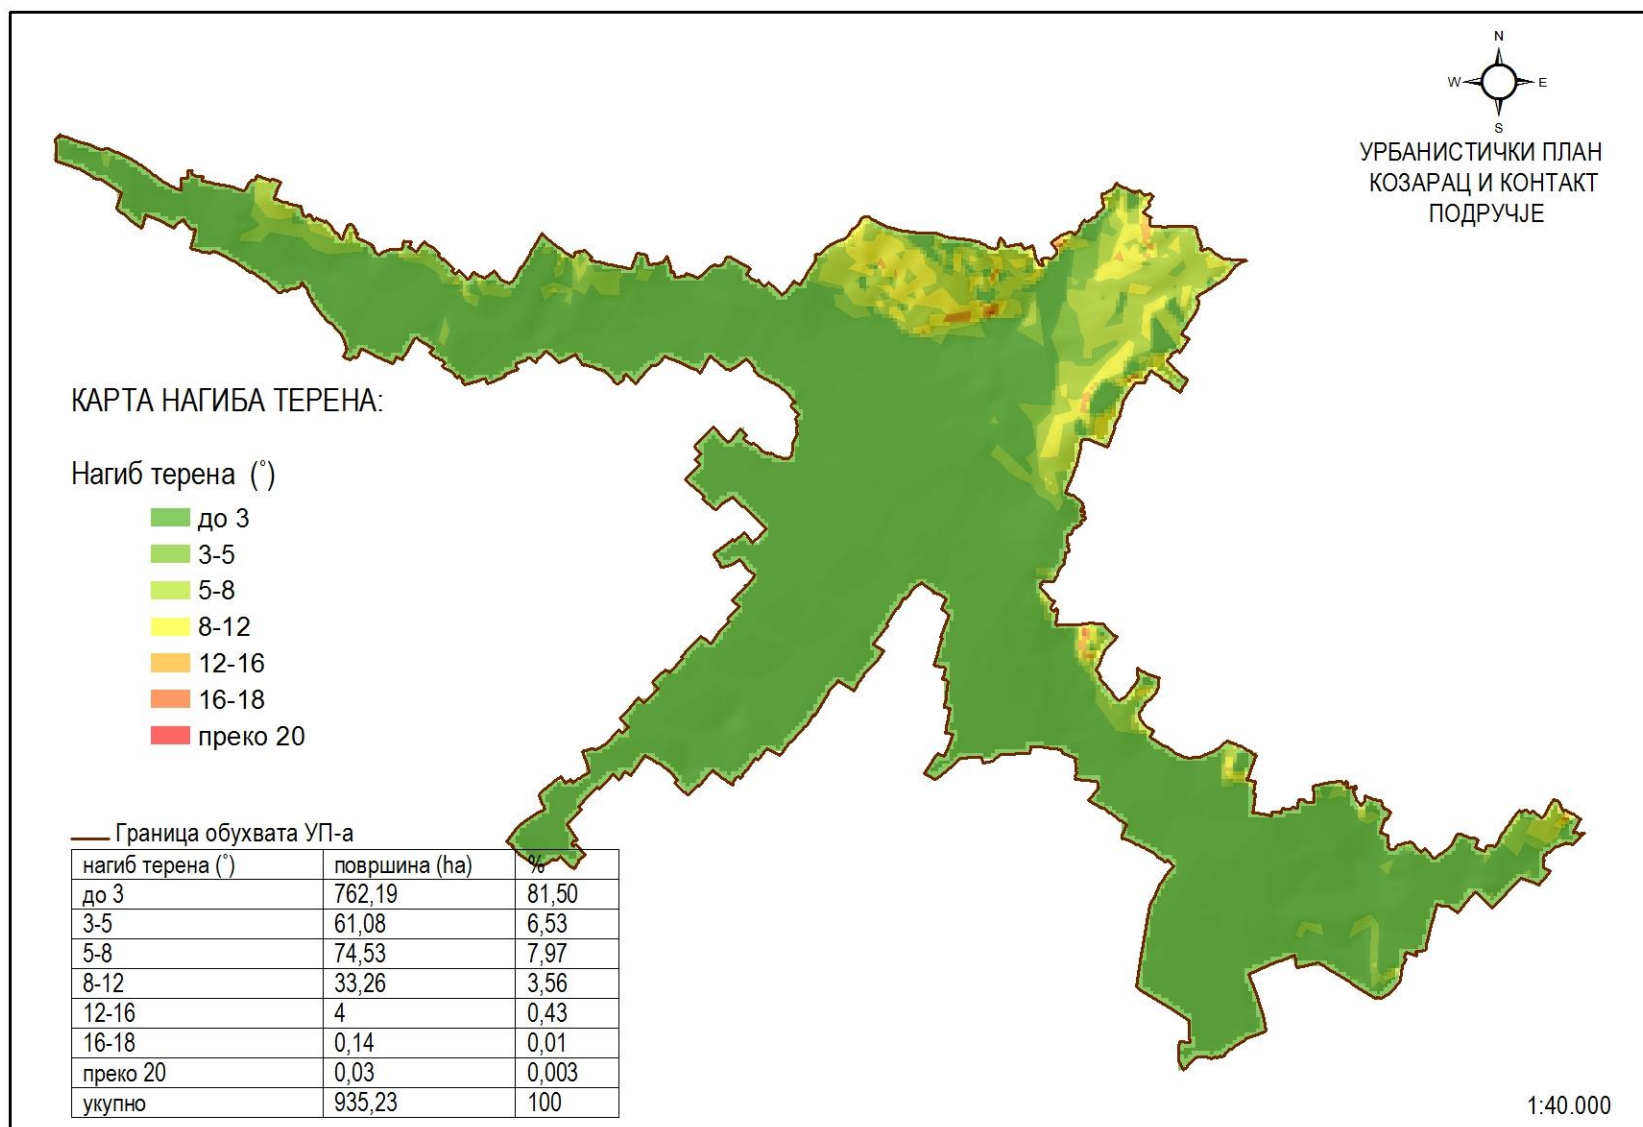 N
W E
S
УРБАНИСТИЧКИ ПЛАН
КОЗАРАЦ И КОНТАКТ
ПОДРУЧЈЕ
КАРТА НАГИБА ТЕРЕНА:
Нагиб терена (°)
до 3
3-5
5-8
8-12
12-16
16-18
преко 20
Граница обухвата УП-а
нагиб терена (°) површина (ha) %
до 3 762,19 81,50
3-5 61,08 6,53
5-8 74,53 7,97
8-12 33,26 3,56
12-16 4 0,43
16-18 0,14 0,01
преко 20 0,03 0,003
укупно 935,23 100
1:40.000